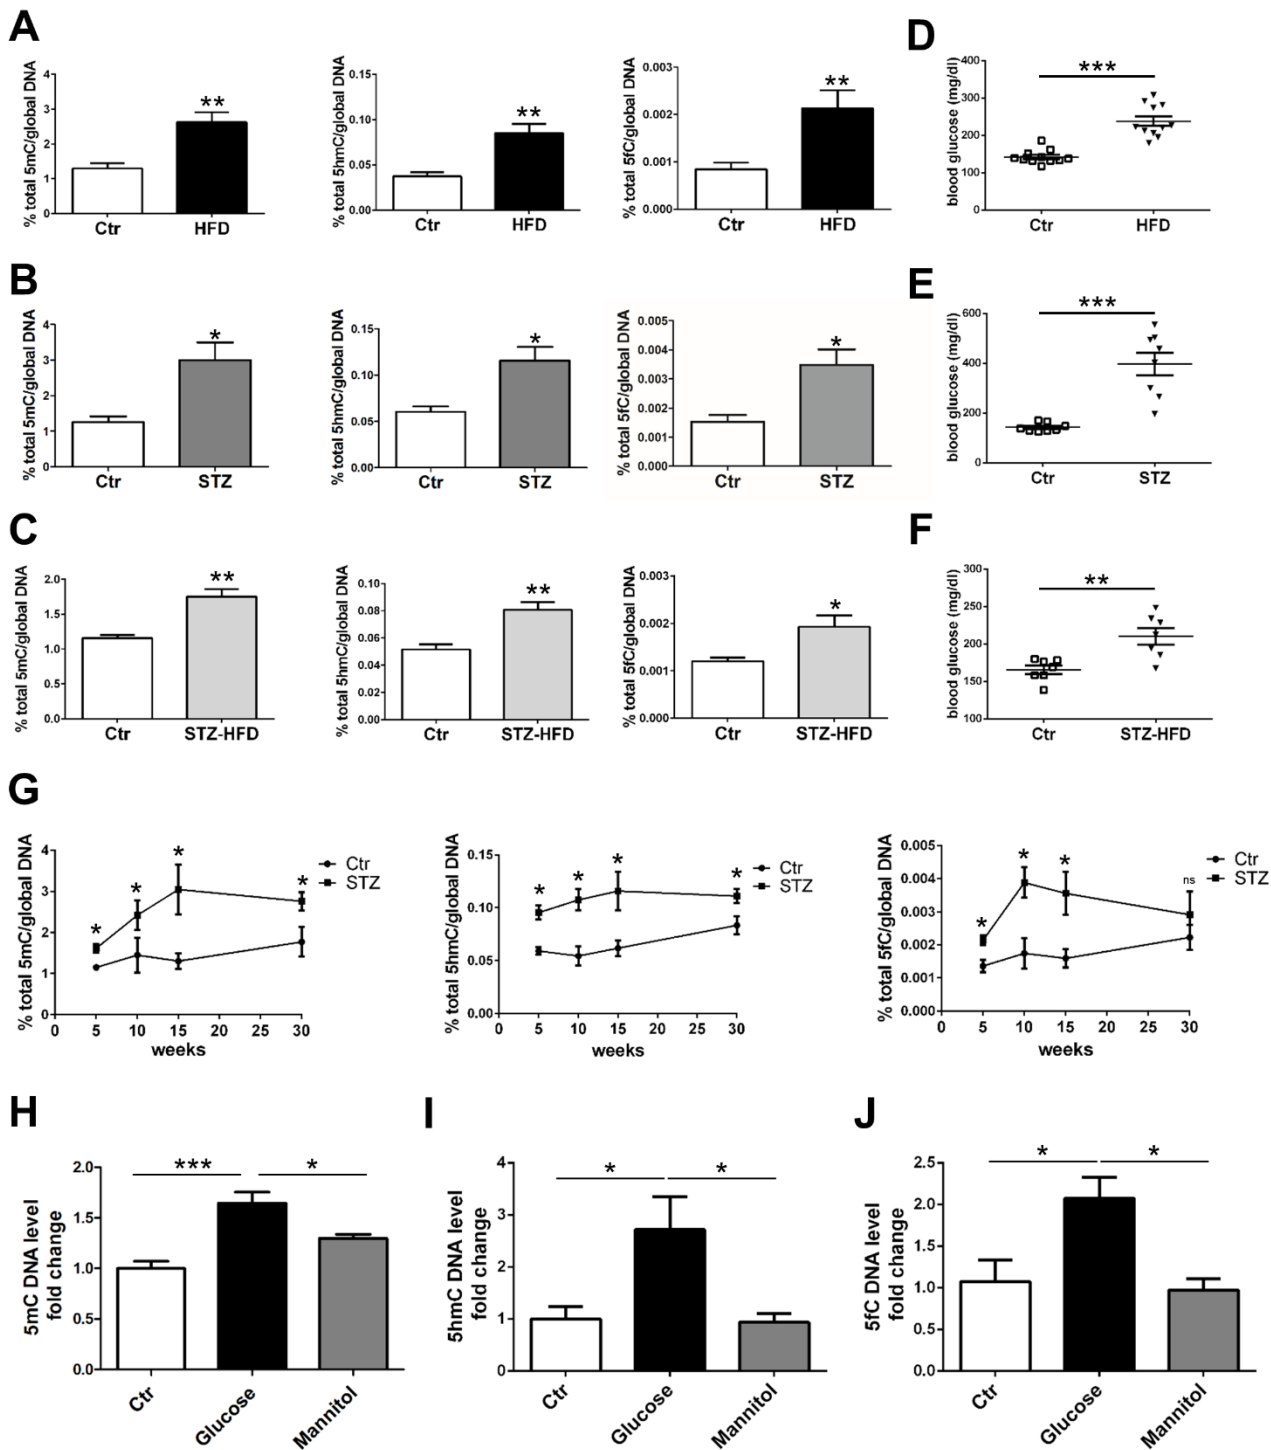 A
% total 5mC/global DNA
4
3
2
1
0
**
Ctr
HFD
% total 5hmC/global DNA
0.15
0.10
0.05
0.00
**
Ctr
HFD
% total 5fC/global DNA
0.003
0.002
0.001
0.000
**
Ctr
HFD
D
blood glucose (mg/dl)
400
300
200
100
0
***
Ctr
HFD
B
% total 5mC/global DNA
4
3
2
1
0
*
Ctr
STZ
% total 5hmC/global DNA
0.15
0.10
0.05
0.00
*
Ctr
STZ
% total 5fC/global DNA
0.005
0.004
0.003
0.002
0.001
0.000
*
Ctr
STZ
E
blood glucose (mg/dl)
600
400
200
0
***
Ctr
STZ
C
% total 5mC/global DNA
2.0
1.5
1.0
0.5
0.0
**
Ctr
STZ-HFD
% total 5hmC/global DNA
0.10
0.08
0.06
0.04
0.02
0.00
**
Ctr
STZ-HFD
% total 5fC/global DNA
0.003
0.002
0.001
0.000
*
Ctr
STZ-HFD
F
blood glucose (mg/dl)
300
250
200
150
100
**
Ctr
STZ-HFD
G
% total 5mC/global DNA
4
3
2
1
0
* * * *
Ctr
STZ
0 5 10 15 20 25 30
weeks
% total 5hmC/global DNA
0.15
0.10
0.05
0.00
* * * *
Ctr
STZ
0 5 10 15 20 25 30
weeks
% total 5fC/global DNA
0.005
0.004
0.003
0.002
0.001
0.000
* * * ns
Ctr
STZ
0 5 10 15 20 25 30
weeks
H
5mC DNA level
fold change
2.0
1.5
1.0
0.5
0.0
*** *
Ctr
Glucose
Mannitol
I
5hmC DNA level
fold change
4
3
2
1
0
* *
Ctr
Glucose
Mannitol
J
5fC DNA level
fold change
2.5
2.0
1.5
1.0
0.5
0.0
* *
Ctr
Glucose
Mannitol